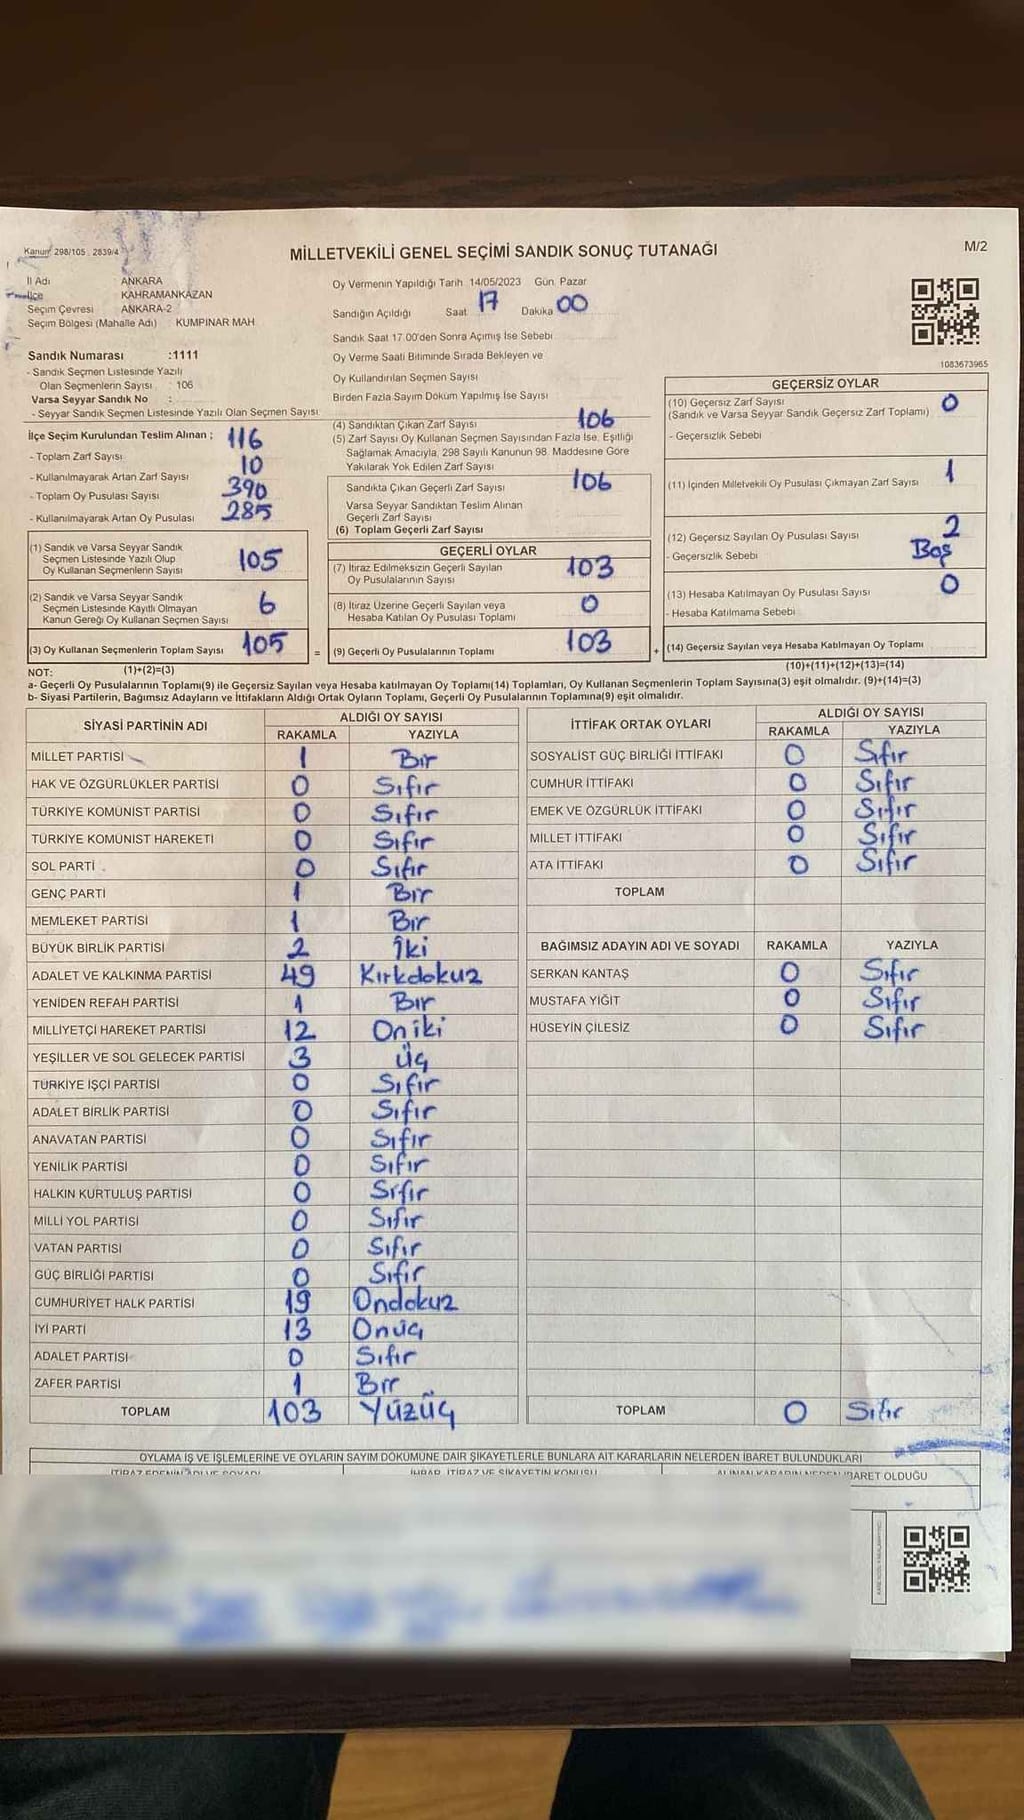 Kanun 298/105 , 2839/4
MİLLETVEKİLİ GENEL SEÇİMİ SANDIK SONUÇ TUTANAĞI
M/2
İl Adı ANKARA
İlçe KAHRAMANKAZAN
Seçim Çevresi ANKARA-2
Seçim Bölgesi (Mahalle Adı) KUMPINAR MAH
Sandık Numarası :1111
- Sandık Seçmen Listesinde Yazılı
Olan Seçmenlerin Sayısı : 106
Varsa Seyyar Sandık No :
- Seyyar Sandık Seçmen Listesinde Yazılı Olan Seçmen Sayısı
İlçe Seçim Kurulundan Teslim Alınan ; 116
- Toplam Zarf Sayısı
10
- Kullanılmayarak Artan Zarf Sayısı
390
- Toplam Oy Pusulası Sayısı
285
- Kullanılmayarak Artan Oy Pusulası
(1) Sandık ve Varsa Seyyar Sandık
Seçmen Listesinde Yazılı Olup
Oy Kullanan Seçmenlerin Sayısı
105
(2) Sandık ve Varsa Seyyar Sandık
Seçmen Listesinde Kayıtlı Olmayan
Kanun Gereği Oy Kullanan Seçmen Sayısı
6
(3) Oy Kullanan Seçmenlerin Toplam Sayısı 105
Oy Vermenin Yapıldığı Tarih 14/05/2023 Gün Pazar
Sandığın Açıldığı Saat 17 Dakika 00
Sandık Saat 17.00'den Sonra Açımış İse Sebebi
Oy Verme Saati Bitiminde Sırada Bekleyen ve
Oy Kullandırılan Seçmen Sayısı
Birden Fazla Sayım Döküm Yapılmış İse Sayısı
(4) Sandıktan Çıkan Zarf Sayısı 106
(5) Zarf Sayısı Oy Kullanan Seçmen Sayısından Fazla İse, Eşitliği
Sağlamak Amacıyla, 298 Sayılı Kanunun 98. Maddesine Göre
Yakılarak Yok Edilen Zarf Sayısı
Sandıkta Çıkan Geçerli Zarf Sayısı 106
Varsa Seyyar Sandıktan Teslim Alınan
Geçerli Zarf Sayısı
(6) Toplam Geçerli Zarf Sayısı
GEÇERLİ OYLAR
(7) İtiraz Edilmeksizin Geçerli Sayılan
Oy Pusulalarının Sayısı
103
(8) İtiraz Üzerine Geçerli Sayılan veya
Hesaba Katılan Oy Pusulası Toplamı
0
= (9) Geçerli Oy Pusulalarının Toplamı 103
1083673965
GEÇERSİZ OYLAR
(10) Geçersiz Zarf Sayısı
(Sandık ve Varsa Seyyar Sandık Geçersiz Zarf Toplamı)
0
- Geçersizlik Sebebi
(11) İçinden Milletvekili Oy Pusulası Çıkmayan Zarf Sayısı 1
(12) Geçersiz Sayılan Oy Pusulası Sayısı 2
- Geçersizlik Sebebi Boş
(13) Hesaba Katılmayan Oy Pusulası Sayısı 0
- Hesaba Katılmama Sebebi
+ (14) Geçersiz Sayılan veya Hesaba Katılmayan Oy Toplamı
NOT: (1)+(2)=(3) (10)+(11)+(12)+(13)=(14)
a- Geçerli Oy Pusulalarının Toplamı(9) ile Geçersiz Sayılan veya Hesaba katılmayan Oy Toplamı(14) Toplamları, Oy Kullanan Seçmenlerin Toplam Sayısına(3) eşit olmalıdır. (9)+(14)=(3)
b- Siyasi Partilerin, Bağımsız Adayların ve İttifakların Aldığı Ortak Oyların Toplamı, Geçerli Oy Pusulalarının Toplamına(9) eşit olmalıdır.
SİYASİ PARTİNİN ADI ALDIĞI OY SAYISI
RAKAMLA YAZIYLA
MİLLET PARTİSİ 1 Bir
HAK VE ÖZGÜRLÜKLER PARTİSİ 0 Sıfır
TÜRKİYE KOMÜNİST PARTİSİ 0 Sıfır
TÜRKİYE KOMÜNİST HAREKETİ 0 Sıfır
SOL PARTİ 0 Sıfır
GENÇ PARTİ 1 Bir
MEMLEKET PARTİSİ 1 Bir
BÜYÜK BİRLİK PARTİSİ 2 İki
ADALET VE KALKINMA PARTİSİ 49 Kırkdokuz
YENİDEN REFAH PARTİSİ 1 Bir
MİLLİYETÇİ HAREKET PARTİSİ 12 Oniki
YEŞİLLER VE SOL GELECEK PARTİSİ 3 Üç
TÜRKİYE İŞÇİ PARTİSİ 0 Sıfır
ADALET BİRLİK PARTİSİ 0 Sıfır
ANAVATAN PARTİSİ 0 Sıfır
YENİLİK PARTİSİ 0 Sıfır
HALKIN KURTULUŞ PARTİSİ 0 Sıfır
MİLLİ YOL PARTİSİ 0 Sıfır
VATAN PARTİSİ 0 Sıfır
GÜÇ BİRLİĞİ PARTİSİ 0 Sıfır
CUMHURİYET HALK PARTİSİ 19 Ondokuz
İYİ PARTİ 13 Onüç
ADALET PARTİSİ 0 Sıfır
ZAFER PARTİSİ 1 Bir
TOPLAM 103 Yüzüç
İTTİFAK ORTAK OYLARI ALDIĞI OY SAYISI
RAKAMLA YAZIYLA
SOSYALİST GÜÇ BİRLİĞİ İTTİFAKI 0 Sıfır
CUMHUR İTTİFAKI 0 Sıfır
EMEK VE ÖZGÜRLÜK İTTİFAKI 0 Sıfır
MİLLET İTTİFAKI 0 Sıfır
ATA İTTİFAKI 0 Sıfır
TOPLAM
BAĞIMSIZ ADAYIN ADI VE SOYADI RAKAMLA YAZIYLA
SERKAN KANTAŞ 0 Sıfır
MUSTAFA YİĞİT 0 Sıfır
HÜSEYİN ÇİLESİZ 0 Sıfır
TOPLAM 0 Sıfır
OYLAMA İŞ VE İŞLEMLERİNE VE OYLARIN SAYIM DÖKÜMÜNE DAİR ŞİKAYETLERLE BUNLARA AİT KARARLARIN NELERDEN İBARET BULUNDUKLARI
İHBAR, İTİRAZ VE ŞİKAYETİN KONUSU
İBARET OLDUĞU